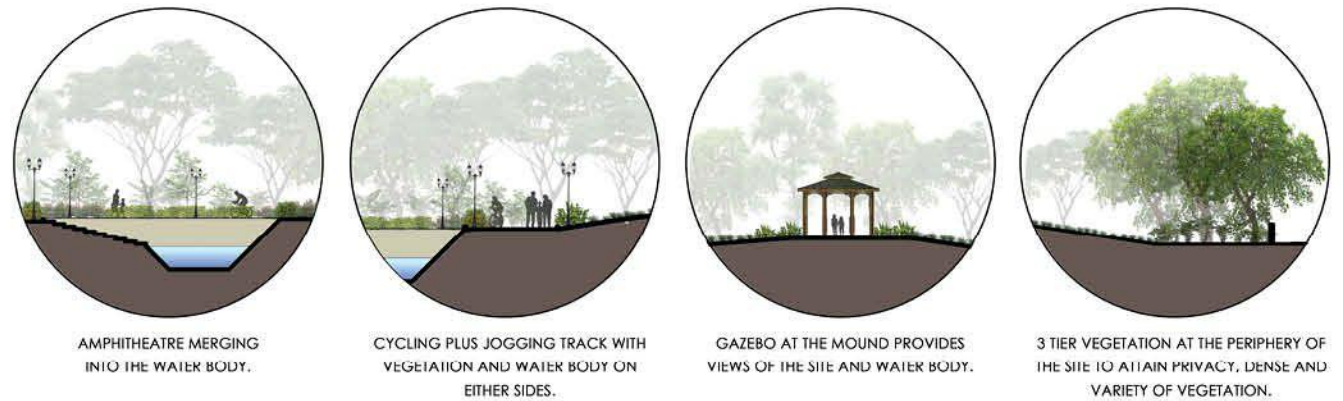 AMPHITHEATRE MERGING
INTO THE WATER BODY.
CYCLING PLUS JOGGING TRACK WITH
VEGETATION AND WATER BODY ON
EITHER SIDES.
GAZEBO AT THE MOUND PROVIDES
VIEWS OF THE SITE AND WATER BODY.
3 TIER VEGETATION AT THE PERIPHERY OF
THE SITE TO ATTAIN PRIVACY, DENSE AND
VARIETY OF VEGETATION.